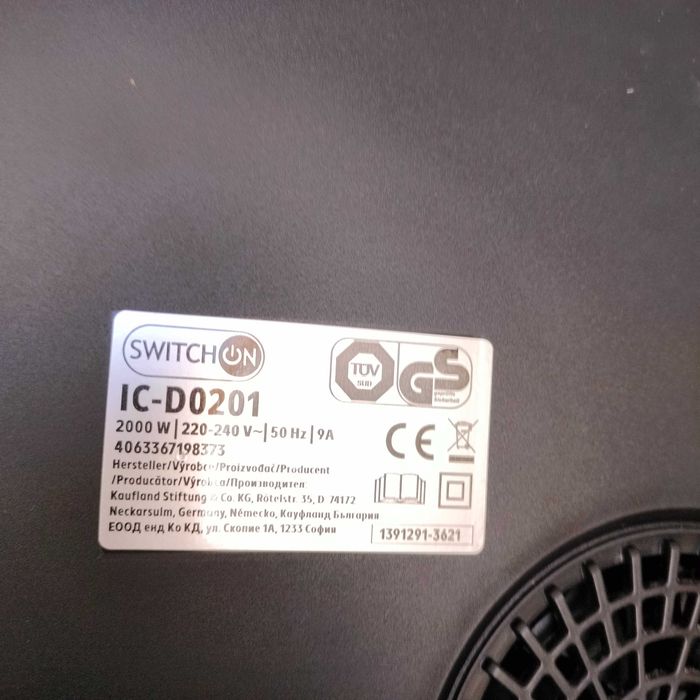 SWITCH ON
TÜV
SÜD
GS
geprüfte
Sicherheit
IC-D0201
2000 W | 220-240 V~ | 50 Hz | 9A
4063367198373
CE
Hersteller/Výrobce/Proizvođač/Producent
/Producător/Výrobca/Производител:
Kaufland Stiftung & Co. KG, Rötelstr. 35, D 74172
Neckarsulm, Germany, Německo, Кауфланд България
ЕООД енд Ко КД, ул. Скопие 1А, 1233 София
1391291-3621